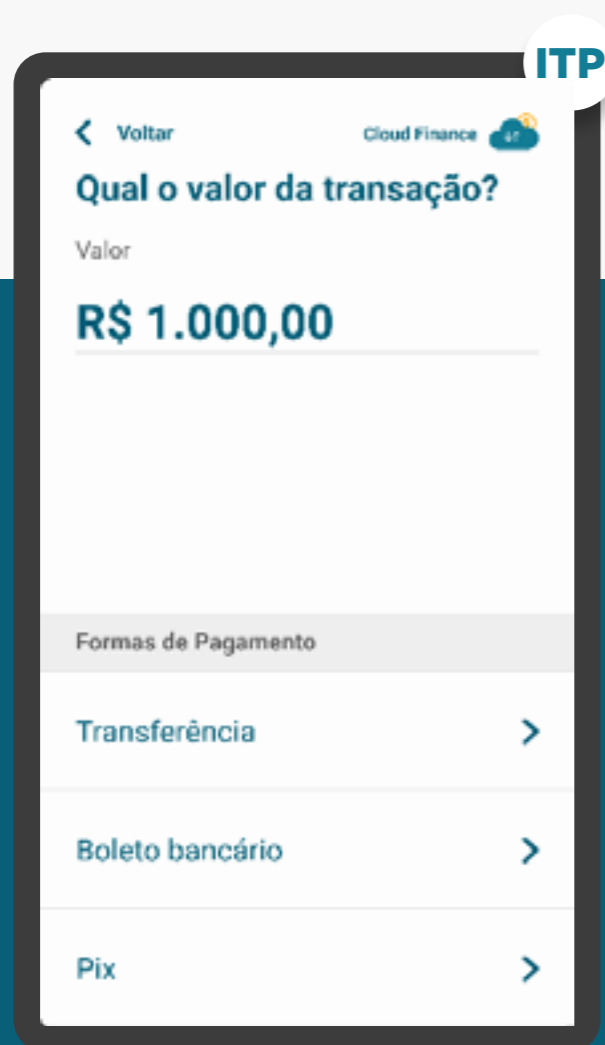 ITP
Voltar
Cloud Finance
Qual o valor da transação?
Valor
R$ 1.000,00
Formas de Pagamento
Transferência
Boleto bancário
Pix